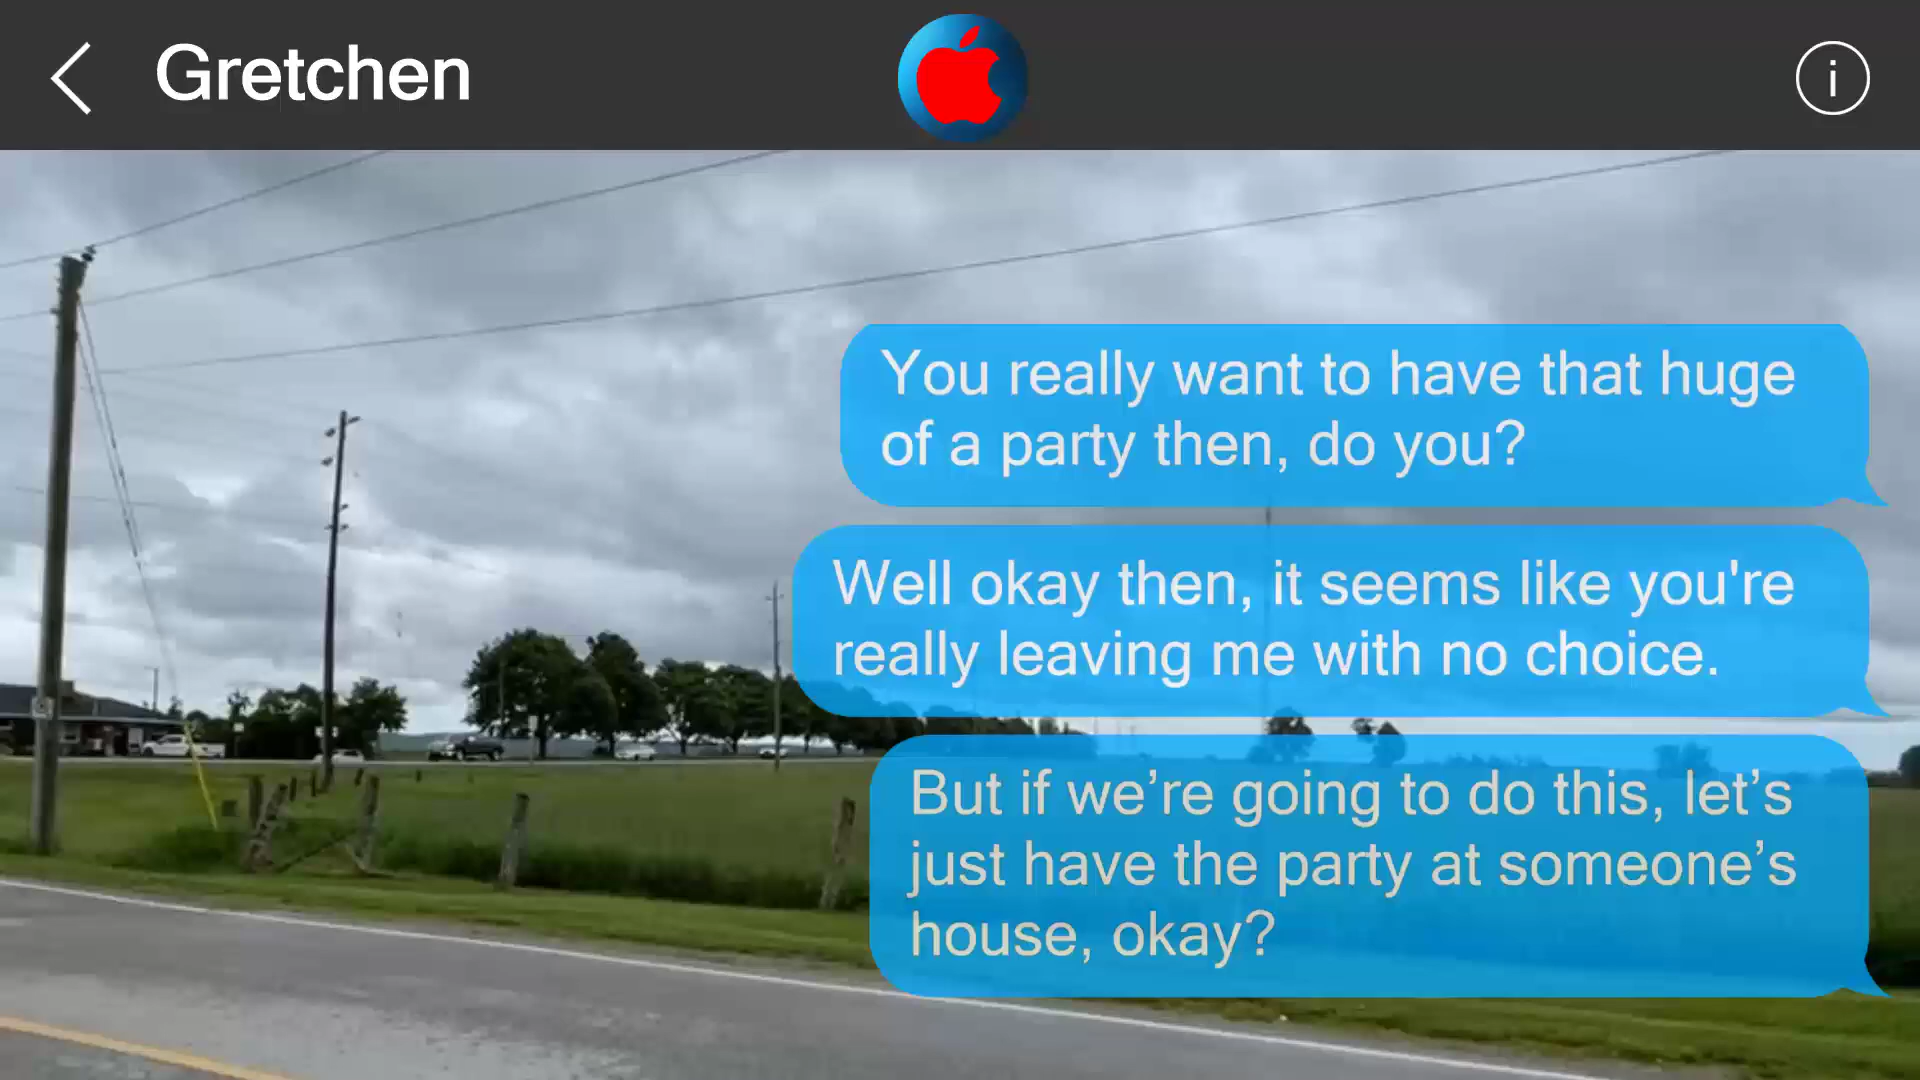 Gretchen
i
You really want to have that huge
of a party then, do you?
Well okay then, it seems like you're
really leaving me with no choice.
But if we’re going to do this, let’s
just have the party at someone’s
house, okay?